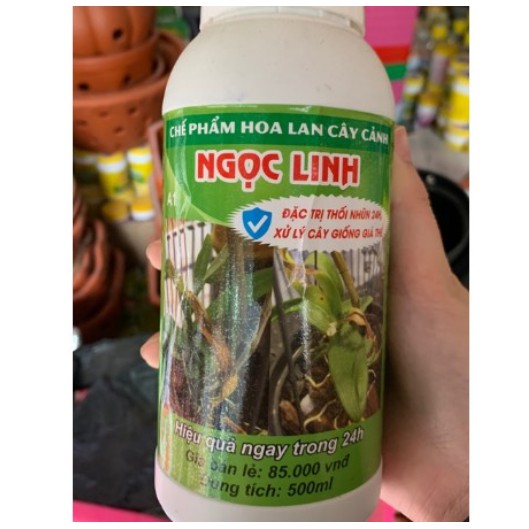 CHẾ PHẨM HOA LAN CÂY CẢNH
NGỌC LINH
A1
ĐẶC TRỊ THỐI NHŨN 24H,
XỬ LÝ CÂY GIỐNG GIÁ THỂ
Hiệu quả ngay trong 24h
Giá bán lẻ: 85.000 vnđ
Dung tích: 500ml